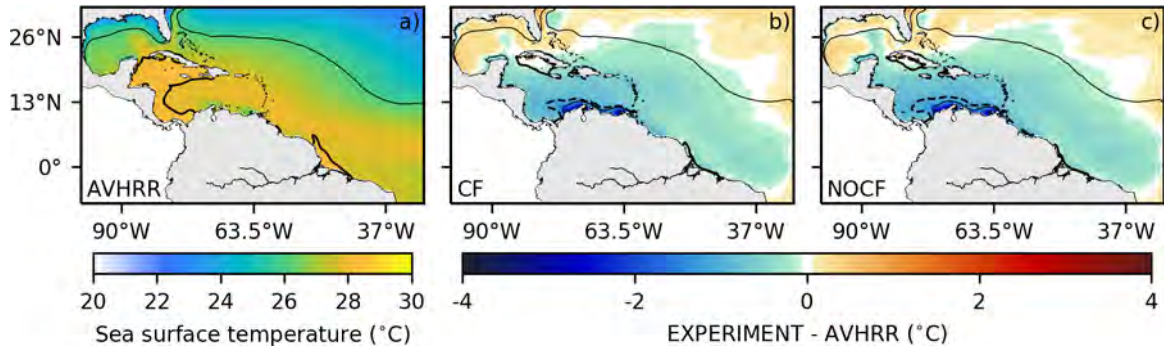 a)
b)
c)
26°N
13°N
0°
AVHRR
CF
NOCF
90°W 63.5°W 37°W
90°W 63.5°W 37°W
90°W 63.5°W 37°W
20 22 24 26 28 30
-4 -2 0 2 4
Sea surface temperature (°C)
EXPERIMENT - AVHRR (°C)